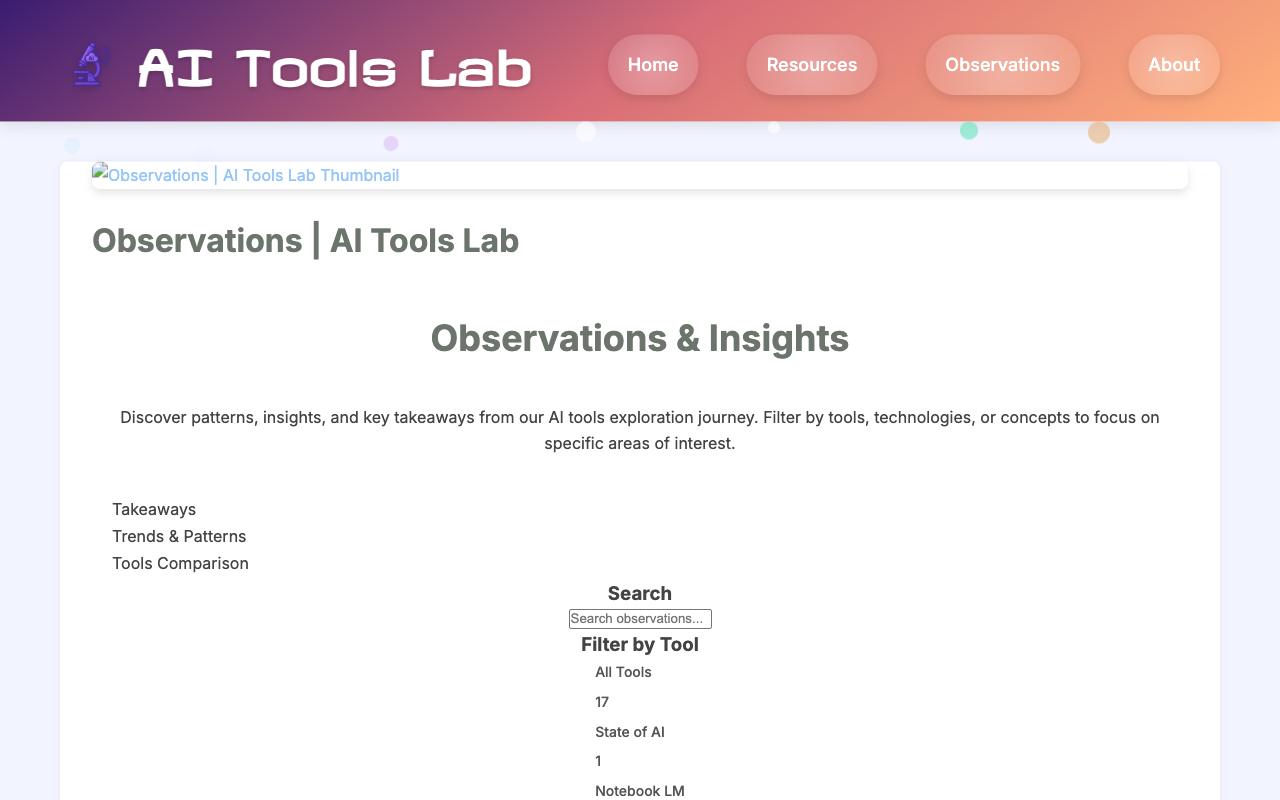 AI Tools Lab
Home
Resources
Observations
About
Observations | AI Tools Lab Thumbnail
Observations | AI Tools Lab
Observations & Insights
Discover patterns, insights, and key takeaways from our AI tools exploration journey. Filter by tools, technologies, or concepts to focus on
specific areas of interest.
Takeaways
Trends & Patterns
Tools Comparison
Search
Search observations...
Filter by Tool
All Tools
17
State of AI
1
Notebook LM